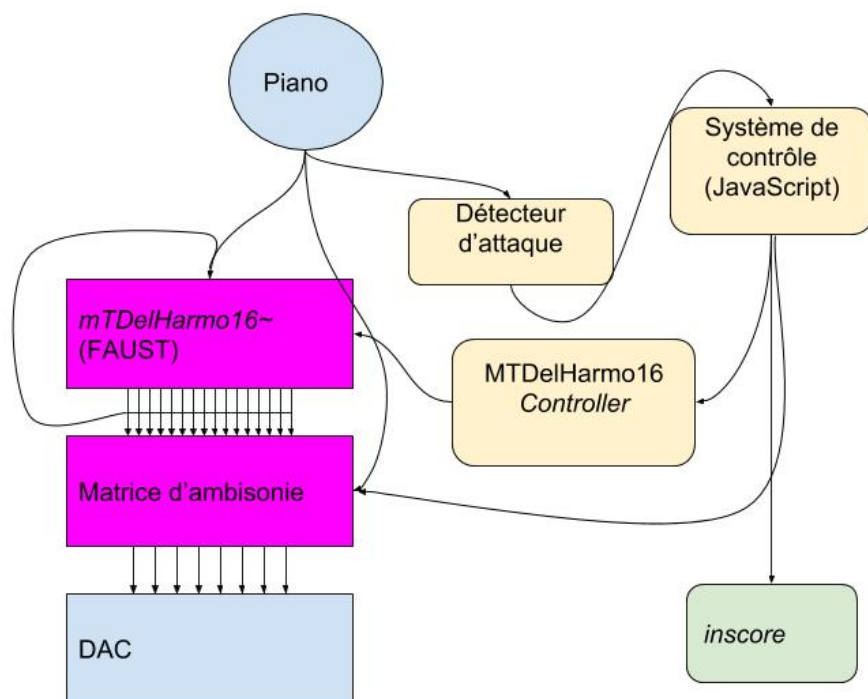 Piano
Système de
contrôle
(JavaScript)
Détecteur
d’attaque
mTDelHarmo16~
(FAUST)
MTDelHarmo16
Controller
Matrice d’ambisonie
inscore
DAC